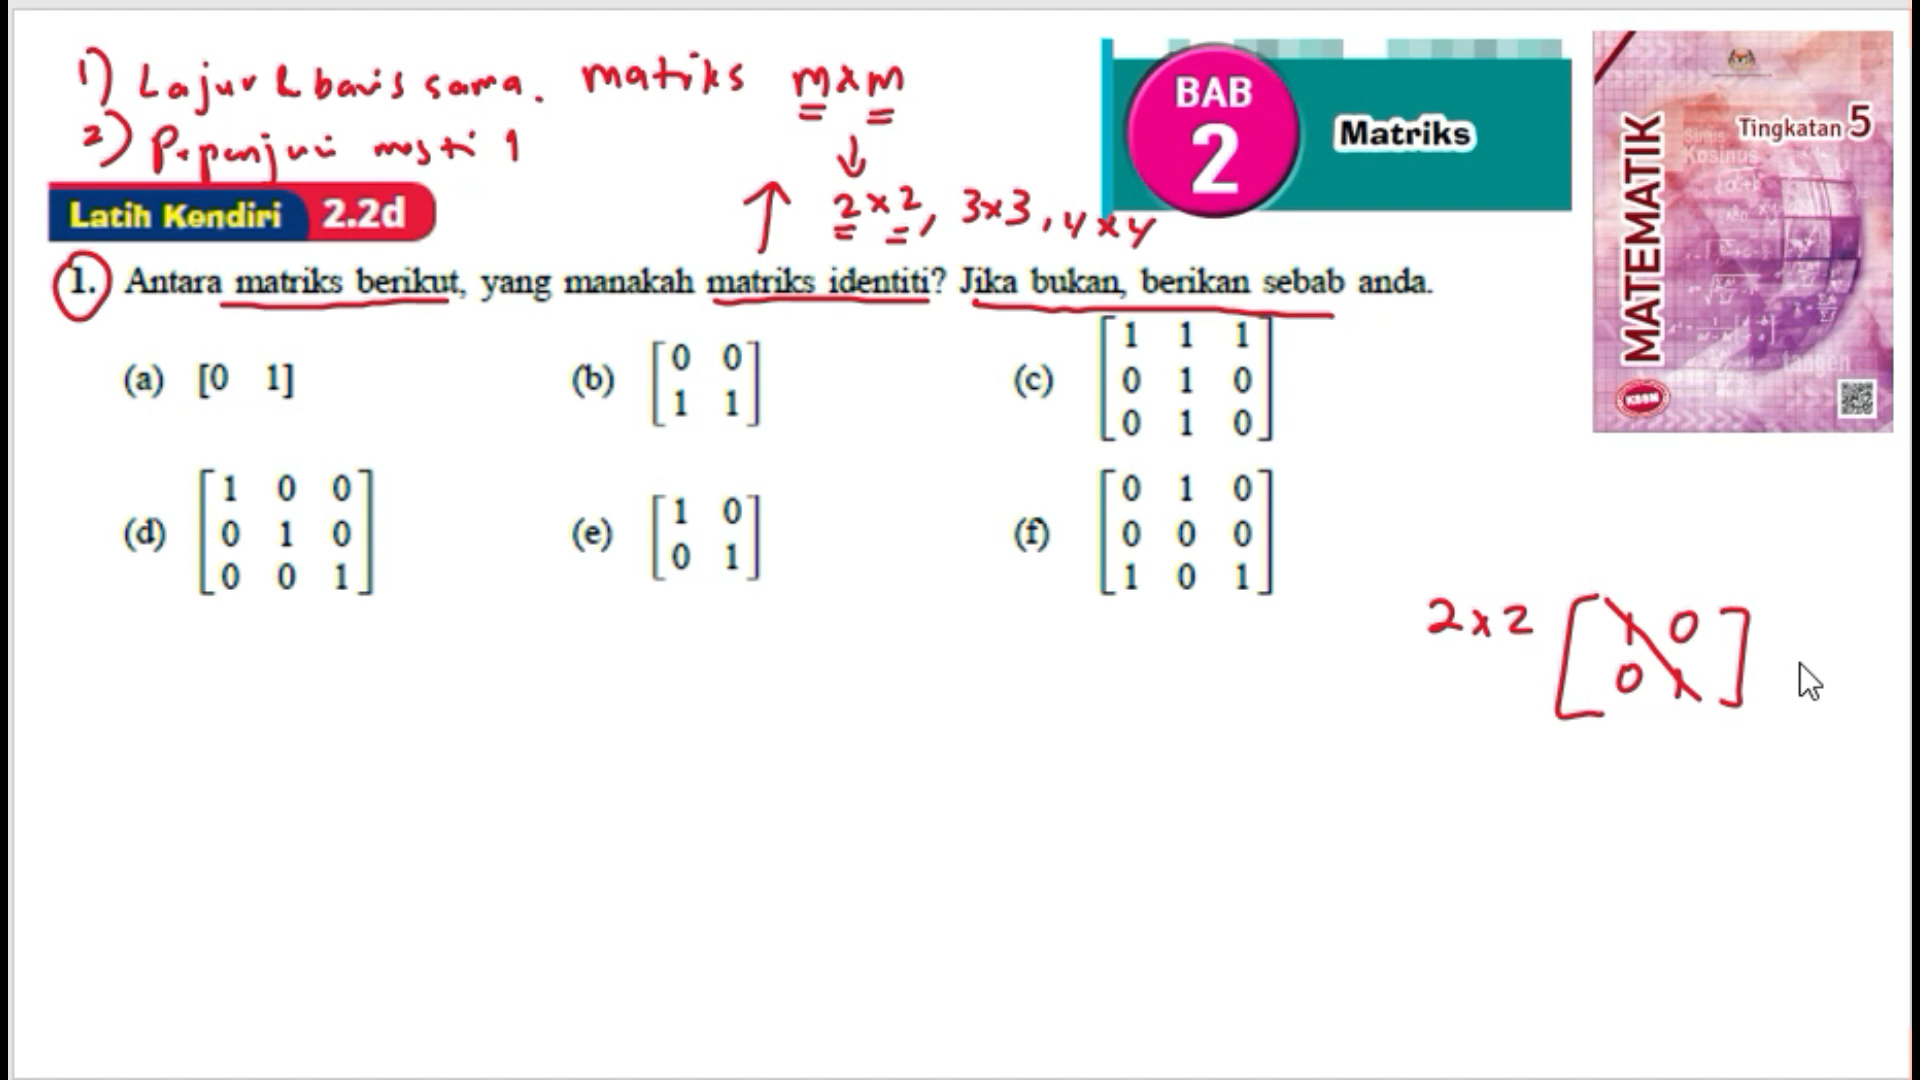 1) Lajur & baris sama. matriks m x m
2) Pepenjuru mesti 1
↓
↑ 2 x 2, 3 x 3, 4 x 4
BAB
2
Matriks
MATEMATIK
Tingkatan 5
Sinus
Kosinus
tangen
KBSM
Latih Kendiri 2.2d
1. Antara matriks berikut, yang manakah matriks identiti? Jika bukan, berikan sebab anda.
(a) [0 1]
(b) [0 0
1 1]
(c) [1 1 1
0 1 0
0 1 0]
(d) [1 0 0
0 1 0
0 0 1]
(e) [1 0
0 1]
(f) [0 1 0
0 0 0
1 0 1]
2 x 2 [1 0
0 1]